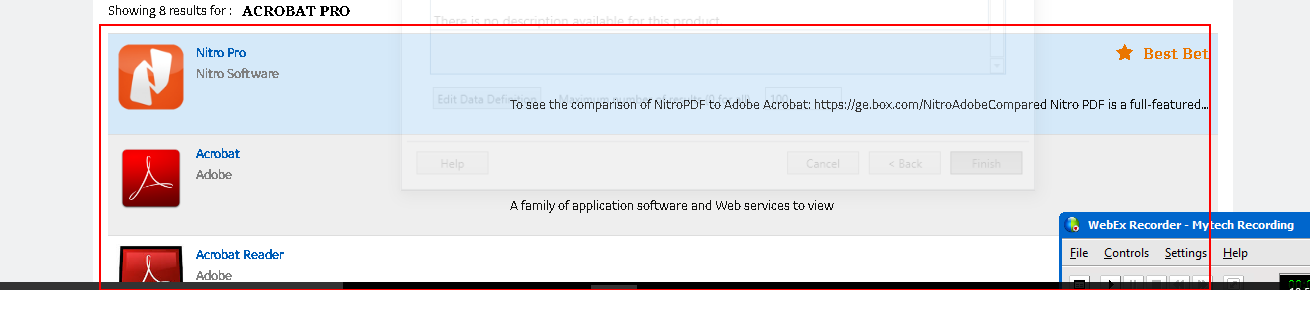 Showing 8 results for : ACROBAT PRO
There is no description available for this product
Nitro Pro
Best Bet
Nitro Software
Edit Data Definition
To see the comparison of NitroPDF to Adobe Acrobat: https://ge.box.com/NitroAdobeCompared Nitro PDF is a full-featured...
Acrobat
Help Cancel < Back Finish
Adobe
A family of application software and Web services to view
WebEx Recorder - Mytech Recording
Acrobat Reader
File Controls Settings Help
Adobe